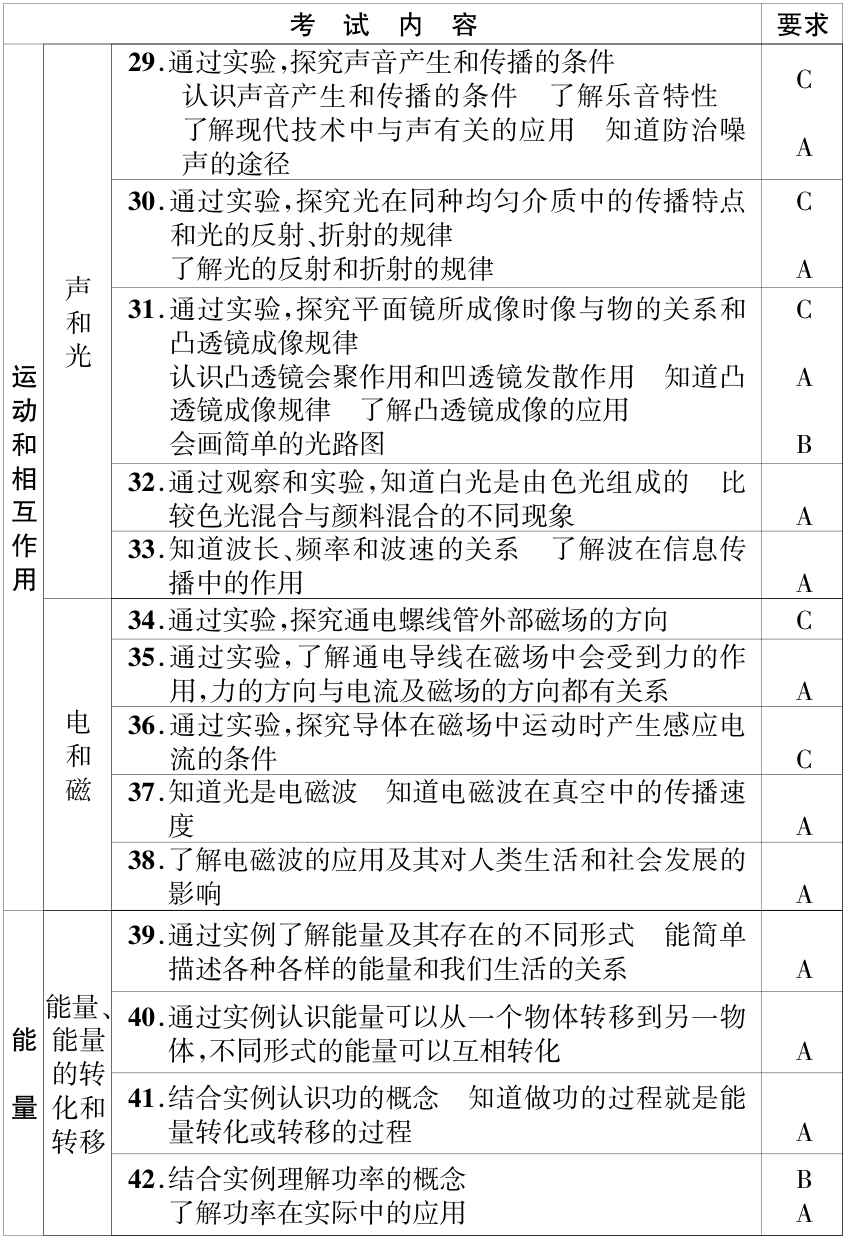 考 试 内 容 要求
运动和相互作用
声和光
29.通过实验,探究声音产生和传播的条件 C
认识声音产生和传播的条件 了解乐音特性
了解现代技术中与声有关的应用 知道防治噪 A
声的途径
30.通过实验,探究光在同种均匀介质中的传播特点 C
和光的反射、折射的规律
了解光的反射和折射的规律 A
31.通过实验,探究平面镜所成像时像与物的关系和 C
凸透镜成像规律
认识凸透镜会聚作用和凹透镜发散作用 知道凸 A
透镜成像规律 了解凸透镜成像的应用
会画简单的光路图 B
32.通过观察和实验,知道白光是由色光组成的 比
较色光混合与颜料混合的不同现象 A
33.知道波长、频率和波速的关系 了解波在信息传
播中的作用 A
电和磁
34.通过实验,探究通电螺线管外部磁场的方向 C
35.通过实验,了解通电导线在磁场中会受到力的作
用,力的方向与电流及磁场的方向都有关系 A
36.通过实验,探究导体在磁场中运动时产生感应电
流的条件 C
37.知道光是电磁波 知道电磁波在真空中的传播速
度 A
38.了解电磁波的应用及其对人类生活和社会发展的
影响 A
能量
能量、
能量
的转
化和
转移
39.通过实例了解能量及其存在的不同形式 能简单
描述各种各样的能量和我们生活的关系 A
40.通过实例认识能量可以从一个物体转移到另一物
体,不同形式的能量可以互相转化 A
41.结合实例认识功的概念 知道做功的过程就是能
量转化或转移的过程 A
42.结合实例理解功率的概念 B
了解功率在实际中的应用 A